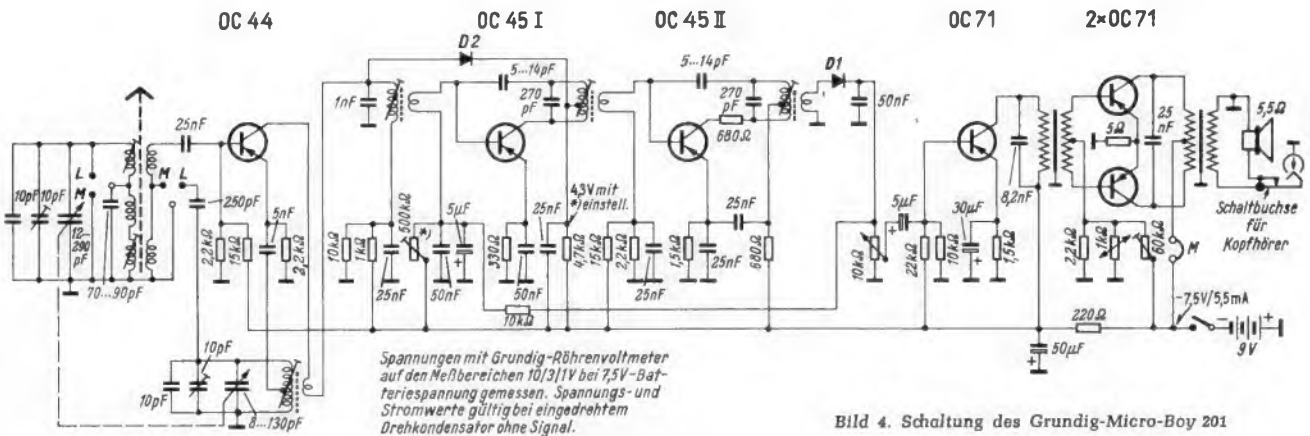 OC 44
OC 45 I
OC 45 II
OC 71
2×OC 71
D2
D1
5...14pF
5...14pF
1nF
270
pF
270
pF
50nF
680Ω
25nF
5Ω
25
nF
5,5Ω
10pF
10pF
12–
290
pF
L
M
M
L
250pF
70...90pF
2,2kΩ
15kΩ
5nF
2,2kΩ
10kΩ
1kΩ
25nF
500kΩ
*)
50nF
5µF
+
330Ω
50nF
25nF
4,3V mit
*) einstell.
4,7kΩ
15kΩ
2,2kΩ
25nF
1,5kΩ
25nF
25nF
680Ω
10kΩ
10kΩ
5µF
+
22kΩ
10kΩ
30µF
+
1,5kΩ
8,2nF
2,2kΩ
1kΩ
60kΩ
M
Schaltbuchse
für
Kopfhörer
-7,5V/5,5mA
220Ω
50µF
+
- +
9V
10pF
10pF
8...130pF
Spannungen mit Grundig-Röhrenvoltmeter
auf den Meßbereichen 10/3/1V bei 7,5V-Bat-
teriespannung gemessen. Spannungs- und
Stromwerte gültig bei eingedrehtem
Drehkondensator ohne Signal.
Bild 4. Schaltung des Grundig-Micro-Boy 201